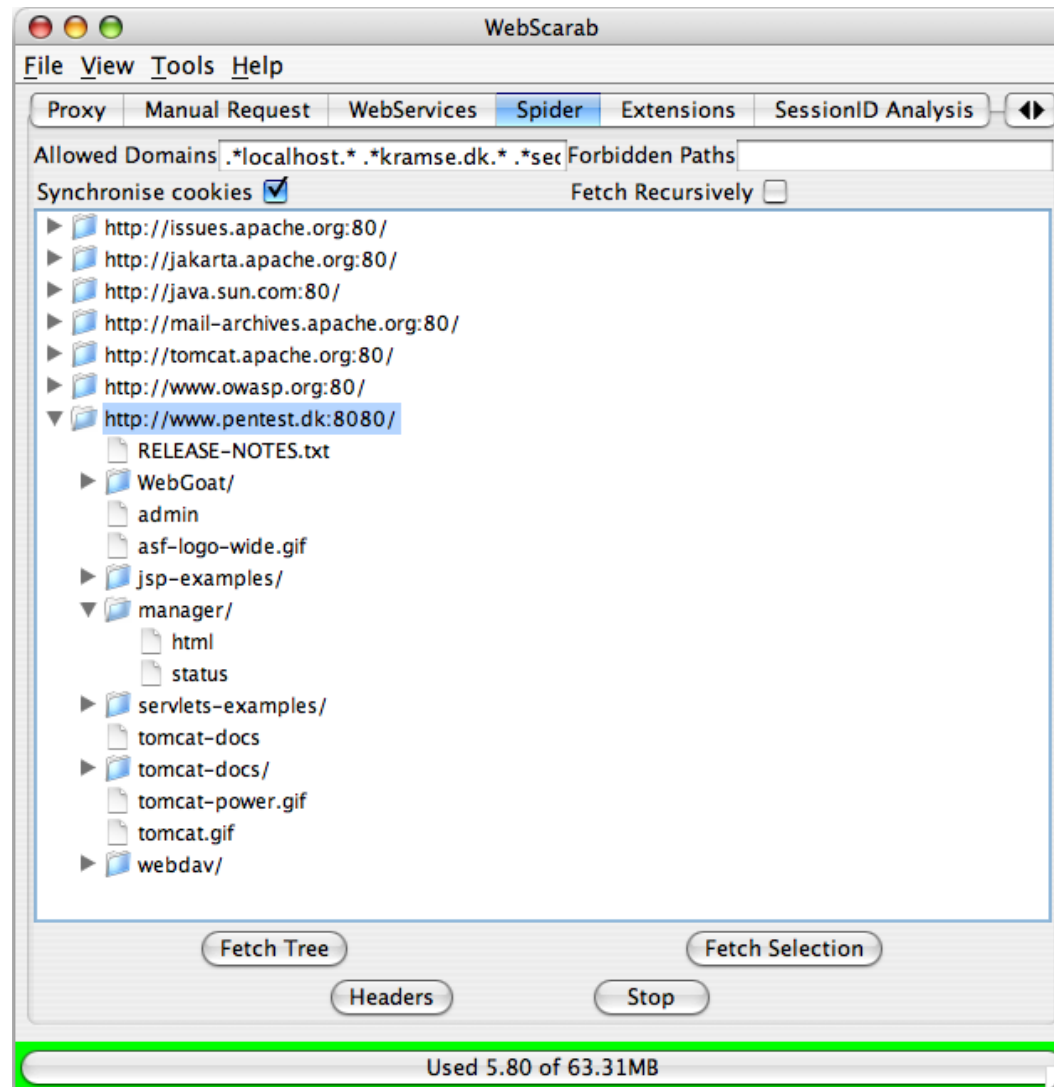 WebScarab
File View Tools Help
Proxy Manual Request WebServices Spider Extensions SessionID Analysis
Allowed Domains .*localhost.* .*kramse.dk.* .*sec Forbidden Paths
Synchronise cookies Fetch Recursively
http://issues.apache.org:80/
http://jakarta.apache.org:80/
http://java.sun.com:80/
http://mail-archives.apache.org:80/
http://tomcat.apache.org:80/
http://www.owasp.org:80/
http://www.pentest.dk:8080/
RELEASE-NOTES.txt
WebGoat/
admin
asf-logo-wide.gif
jsp-examples/
manager/
html
status
servlets-examples/
tomcat-docs
tomcat-docs/
tomcat-power.gif
tomcat.gif
webdav/
Fetch Tree Fetch Selection
Headers Stop
Used 5.80 of 63.31MB